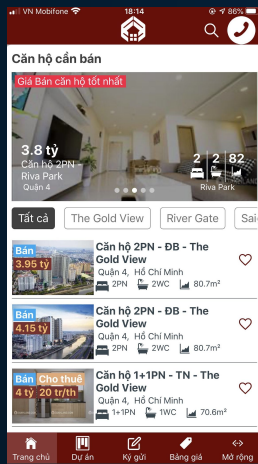 VN Mobifone 18:14 86%
Căn hộ cần bán
Giá Bán căn hộ tốt nhất
3.8 tỷ
Căn hộ 2PN -
Riva Park
Quận 4
2 2 82
Riva Park
Tất cả The Gold View River Gate Sai
Bán
3.95 tỷ
Căn hộ 2PN - ĐB - The
Gold View
Quận 4, Hồ Chí Minh
2PN 2WC 80.7m²
Bán
4.15 tỷ
Căn hộ 2PN - ĐB - The
Gold View
Quận 4, Hồ Chí Minh
2PN 2WC 80.7m²
Bán Cho thuê
4 tỷ 20 tr/th
Căn hộ 1+1PN - TN - The
Gold View
Quận 4, Hồ Chí Minh
1+1PN 1WC 70.6m²
Trang chủ Dự án Ký gửi Bảng giá Mở rộng